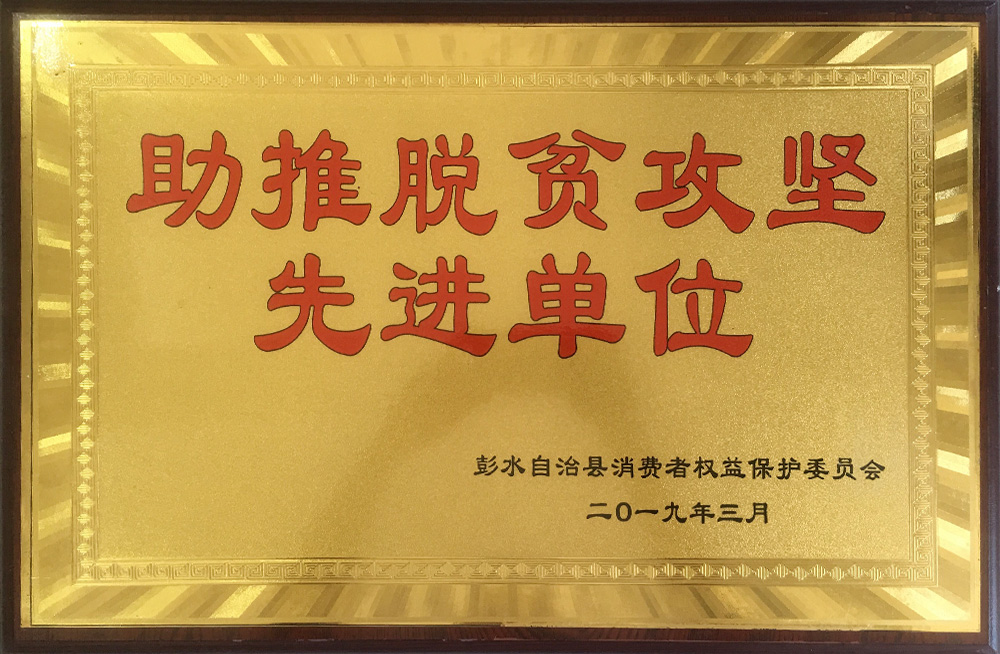 助推脱贫攻坚
先进单位
彭水自治县消费者权益保护委员会
二0一九年三月